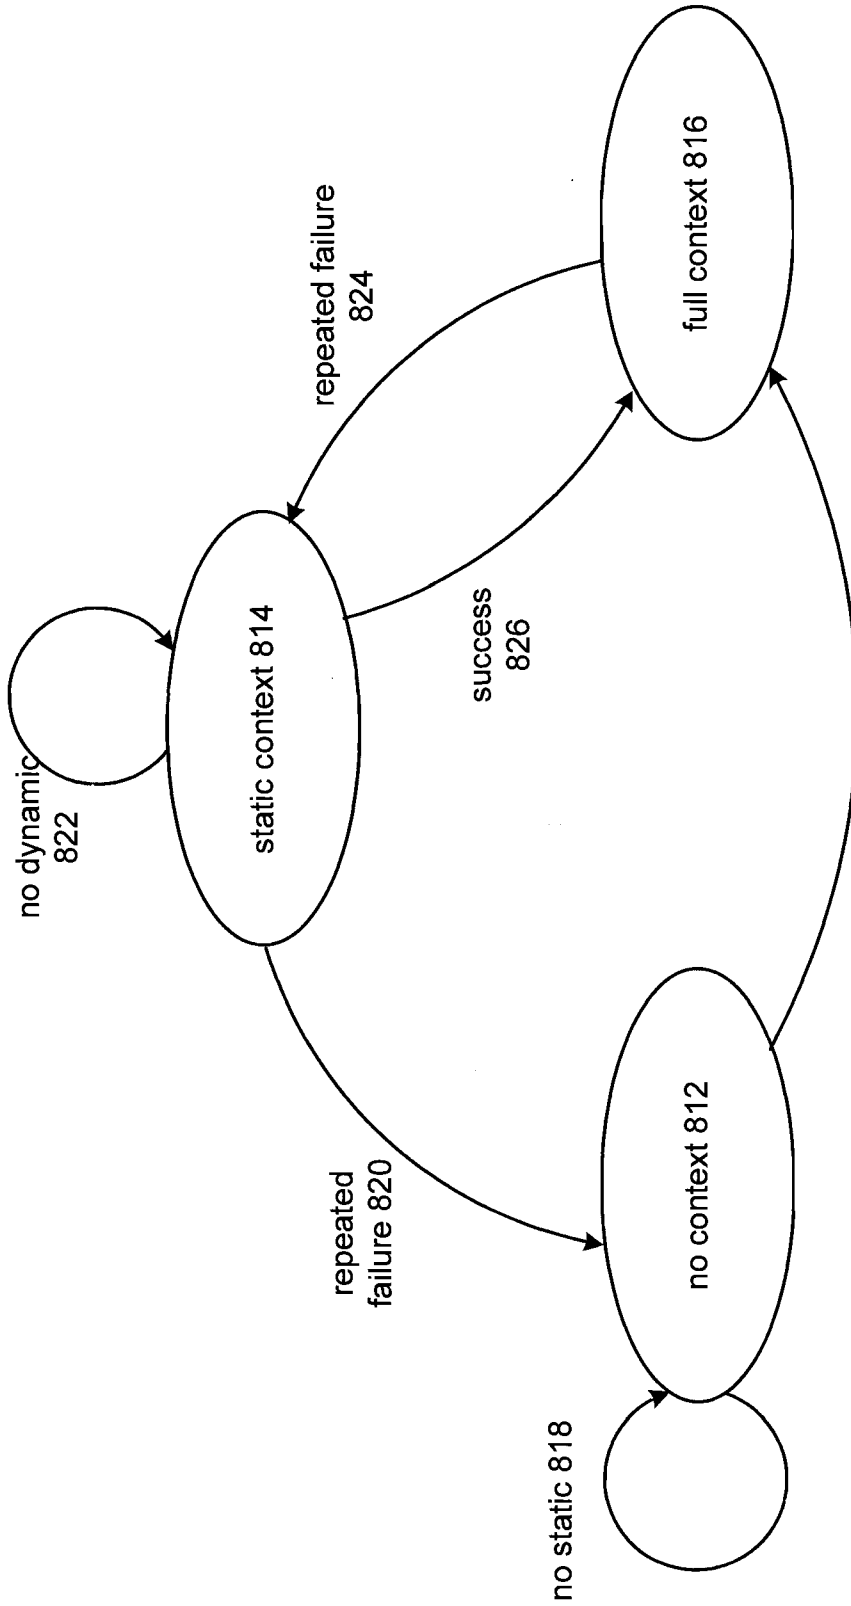 no dynamic
822
static context 814
repeated failure
824
repeated
failure 820
success
826
no static 818
no context 812
full context 816